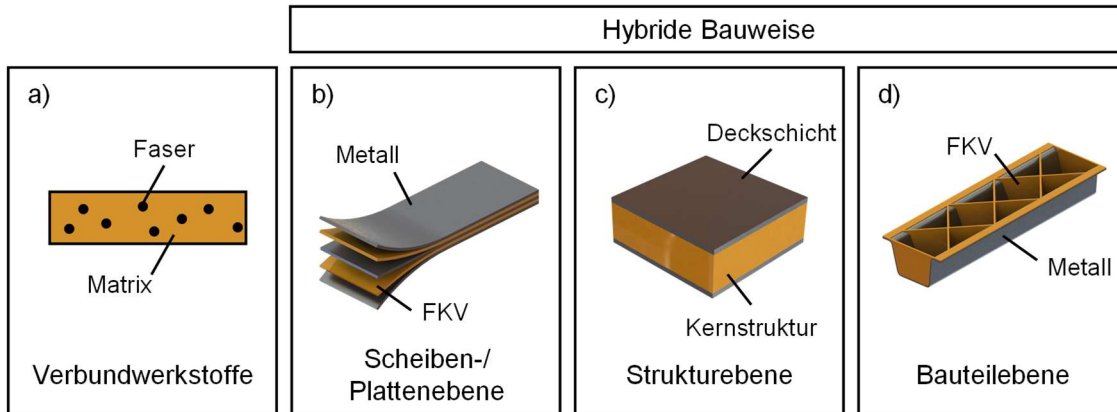 Hybride Bauweise
a)
Faser
Matrix
Verbundwerkstoffe
b)
Metall
FKV
Scheiben-/
Plattenebene
c)
Deckschicht
Kernstruktur
Strukturebene
d)
FKV
Metall
Bauteilebene